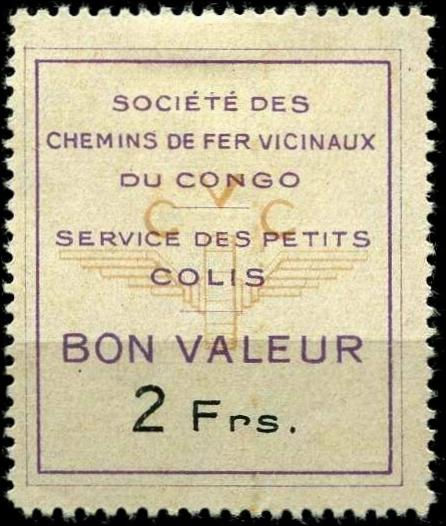 SOCIÉTÉ DES
CHEMINS DE FER VICINAUX
DU CONGO
C V C
SERVICE DES PETITS
COLIS
BON VALEUR
2 Frs.